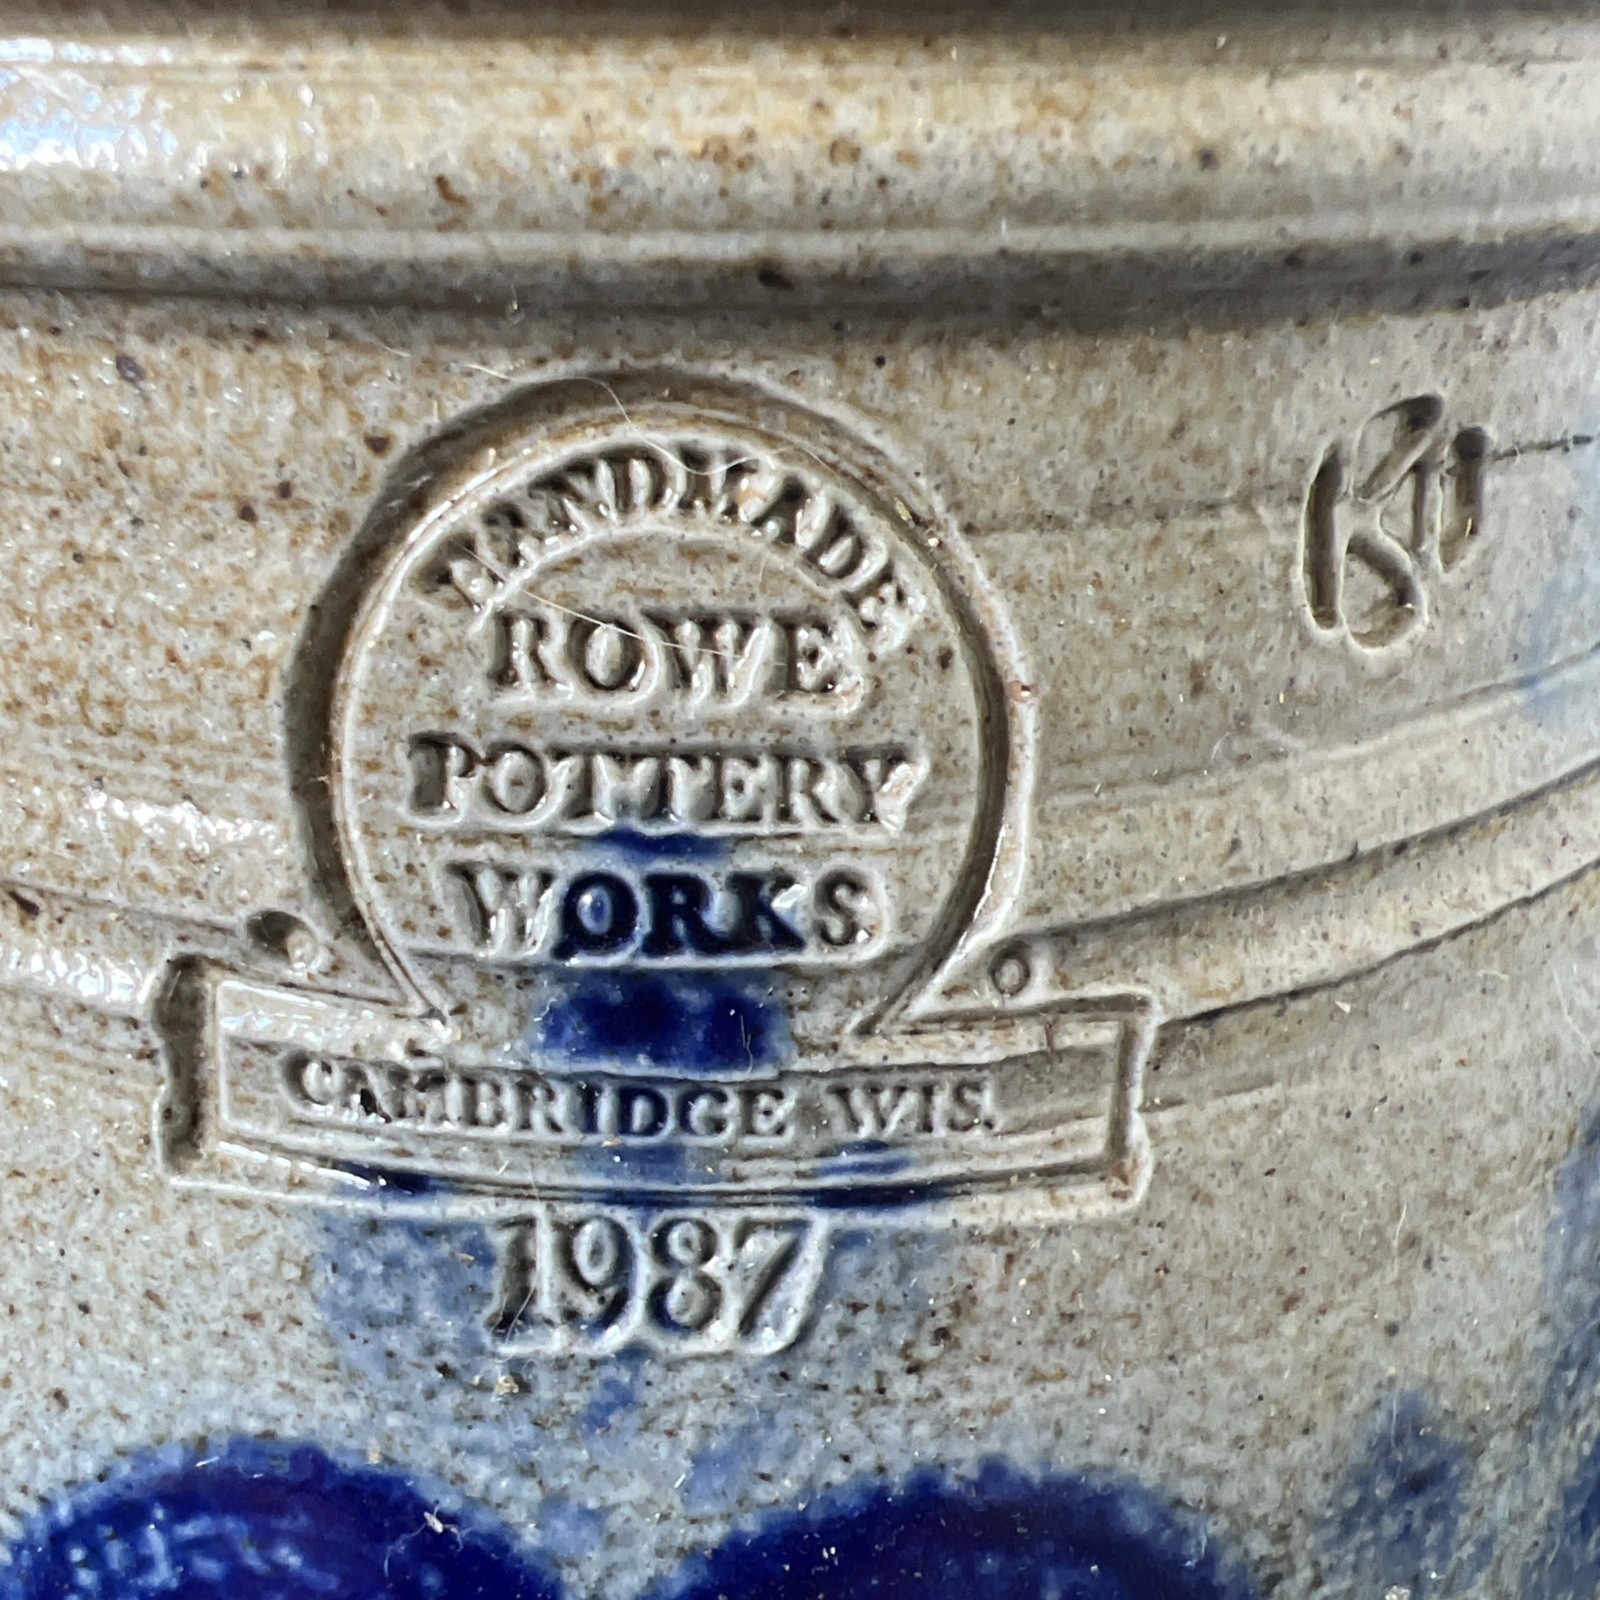 HANDMADE
ROWE
POTTERY
WORKS
CAMBRIDGE WIS.
1987